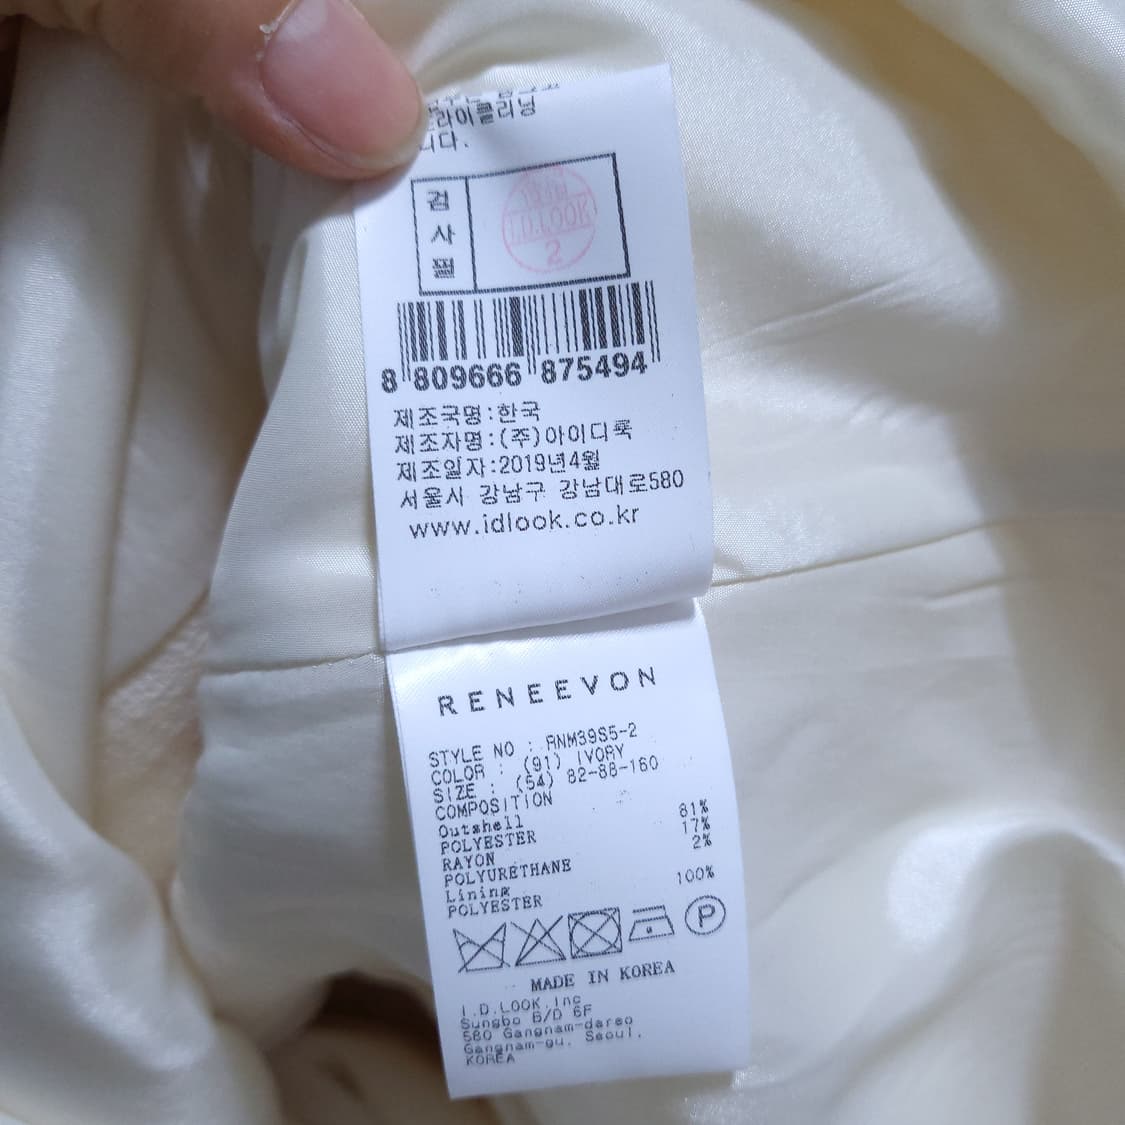 라이클리닝
니다.
검
사
필
I.D.LOOK
2
8 809666 875494
제조국명:한국
제조자명:(주)아이디룩
제조일자:2019년4월
서울시 강남구 강남대로580
www.idlook.co.kr
RENEEVON
STYLE NO : RNM39S5-2
COLOR : (91) IVORY
SIZE : (54) 82-88-160
COMPOSITION
Outshell
POLYESTER 81%
RAYON 17%
POLYURETHANE 2%
Lining
POLYESTER 100%
P
MADE IN KOREA
I.D.LOOK.Inc
Sungbo B/D 6F
580 Gangnam-dareo
Gangnam-gu. Seoul.
KOREA